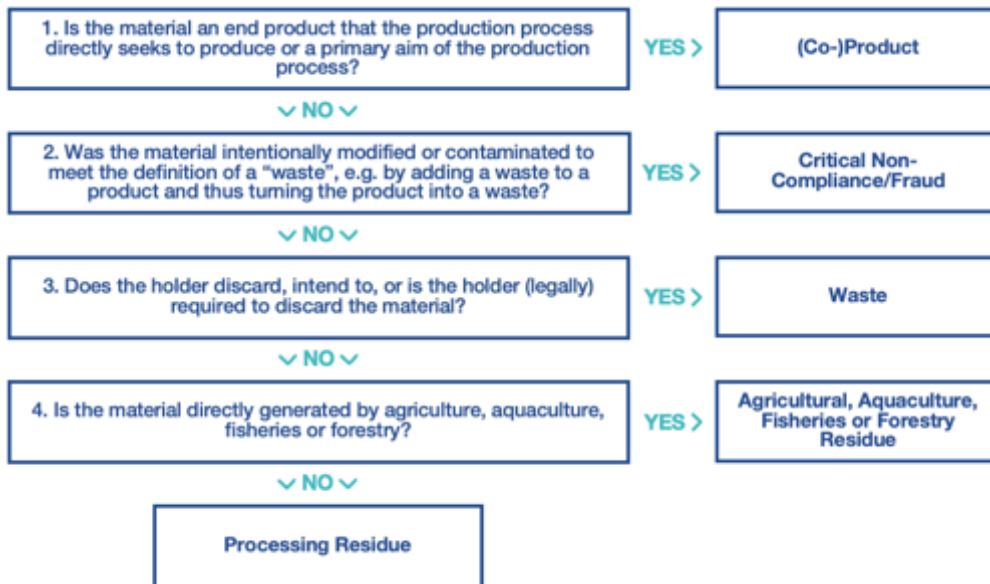 1. Is the material an end product that the production process
directly seeks to produce or a primary aim of the production
process?
YES >
(Co-)Product
NO
2. Was the material intentionally modified or contaminated to
meet the definition of a “waste”, e.g. by adding a waste to a
product and thus turning the product into a waste?
YES >
Critical Non-
Compliance/Fraud
NO
3. Does the holder discard, intend to, or is the holder (legally)
required to discard the material?
YES >
Waste
NO
4. Is the material directly generated by agriculture, aquaculture,
fisheries or forestry?
YES >
Agricultural, Aquaculture,
Fisheries or Forestry
Residue
NO
Processing Residue